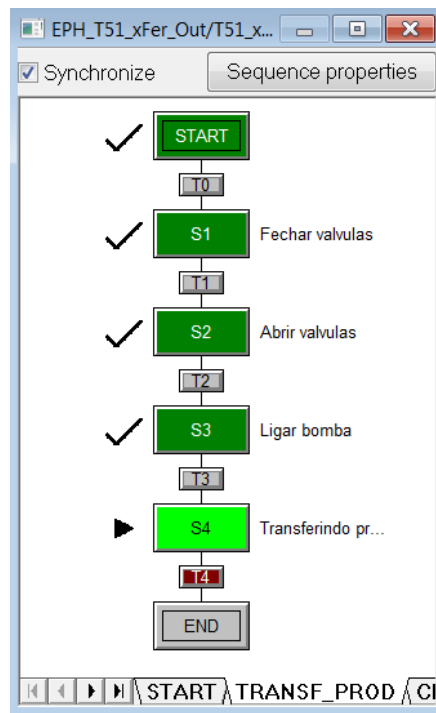 EPH_T51_xFer_Out/T51_x...
Synchronize
Sequence properties
START
T0
S1 Fechar valvulas
T1
S2 Abrir valvulas
T2
S3 Ligar bomba
T3
S4 Transferindo pr...
T4
END
START TRANSF_PROD Cl